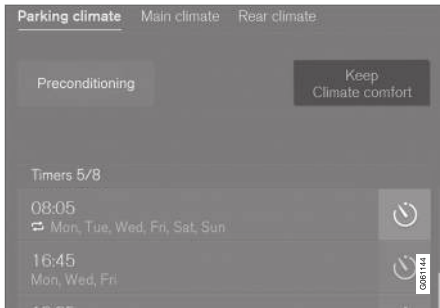 Parking climate Main climate Rear climate
Preconditioning
Keep
Climate comfort
Timers 5/8
08:05
Mon, Tue, Wed, Fri, Sat, Sun
16:45
Mon, Wed, Fri
G061144